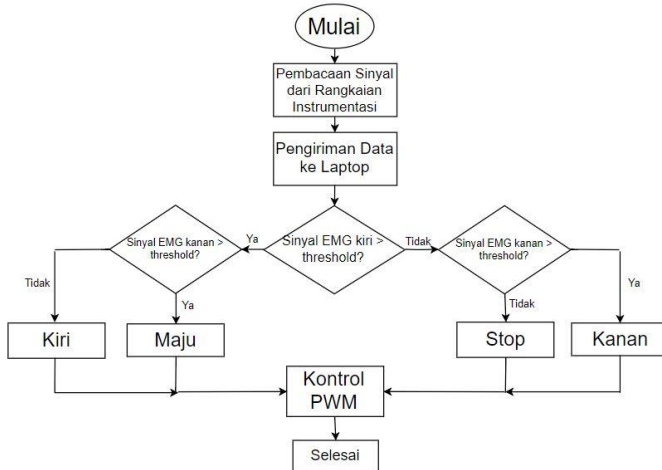 Mulai
Pembacaan Sinyal
dari Rangkaian
Instrumentasi
Pengiriman Data
ke Laptop
Sinyal EMG kanan >
threshold?
Ya
Sinyal EMG kiri >
threshold?
Tidak
Sinyal EMG kanan >
threshold?
Tidak
Ya
Tidak
Ya
Kiri
Maju
Stop
Kanan
Kontrol
PWM
Selesai